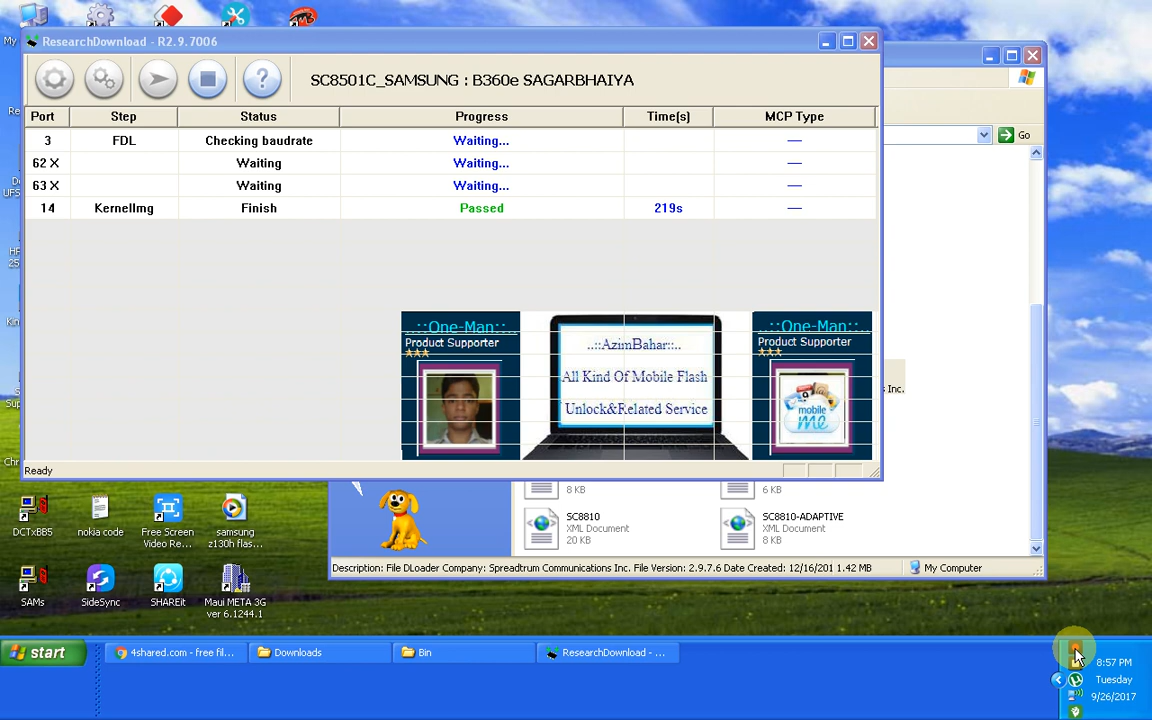 My
ResearchDownload - R2.9.7006
SC8501C_SAMSUNG : B360e SAGARBHAIYA
Port Step Status Progress Time(s) MCP Type
3 FDL Checking baudrate Waiting... —
62 X Waiting Waiting... —
63 X Waiting Waiting... —
14 KernelImg Finish Passed 219s —
Go
..::One-Man::..
Product Supporter
..::AzimBahar::..
All Kind Of Mobile Flash
Unlock&Related Service
..::One-Man::..
Product Supporter
mobile
me
s Inc.
Ready
8 KB
6 KB
SC8810
XML Document
20 KB
SC8810-ADAPTIVE
XML Document
8 KB
Description: File DLoader Company: Spreadtrum Communications Inc. File Version: 2.9.7.6 Date Created: 12/16/201 1.42 MB My Computer
DCTxBB5
nokia code
Free Screen
Video Re...
samsung
z130h flas...
SAMs
SideSync
SHAREit
Maui META 3G
ver 6.1244.1
start
4shared.com - free fil...
Downloads
Bin
ResearchDownload - ...
8:57 PM
Tuesday
9/26/2017